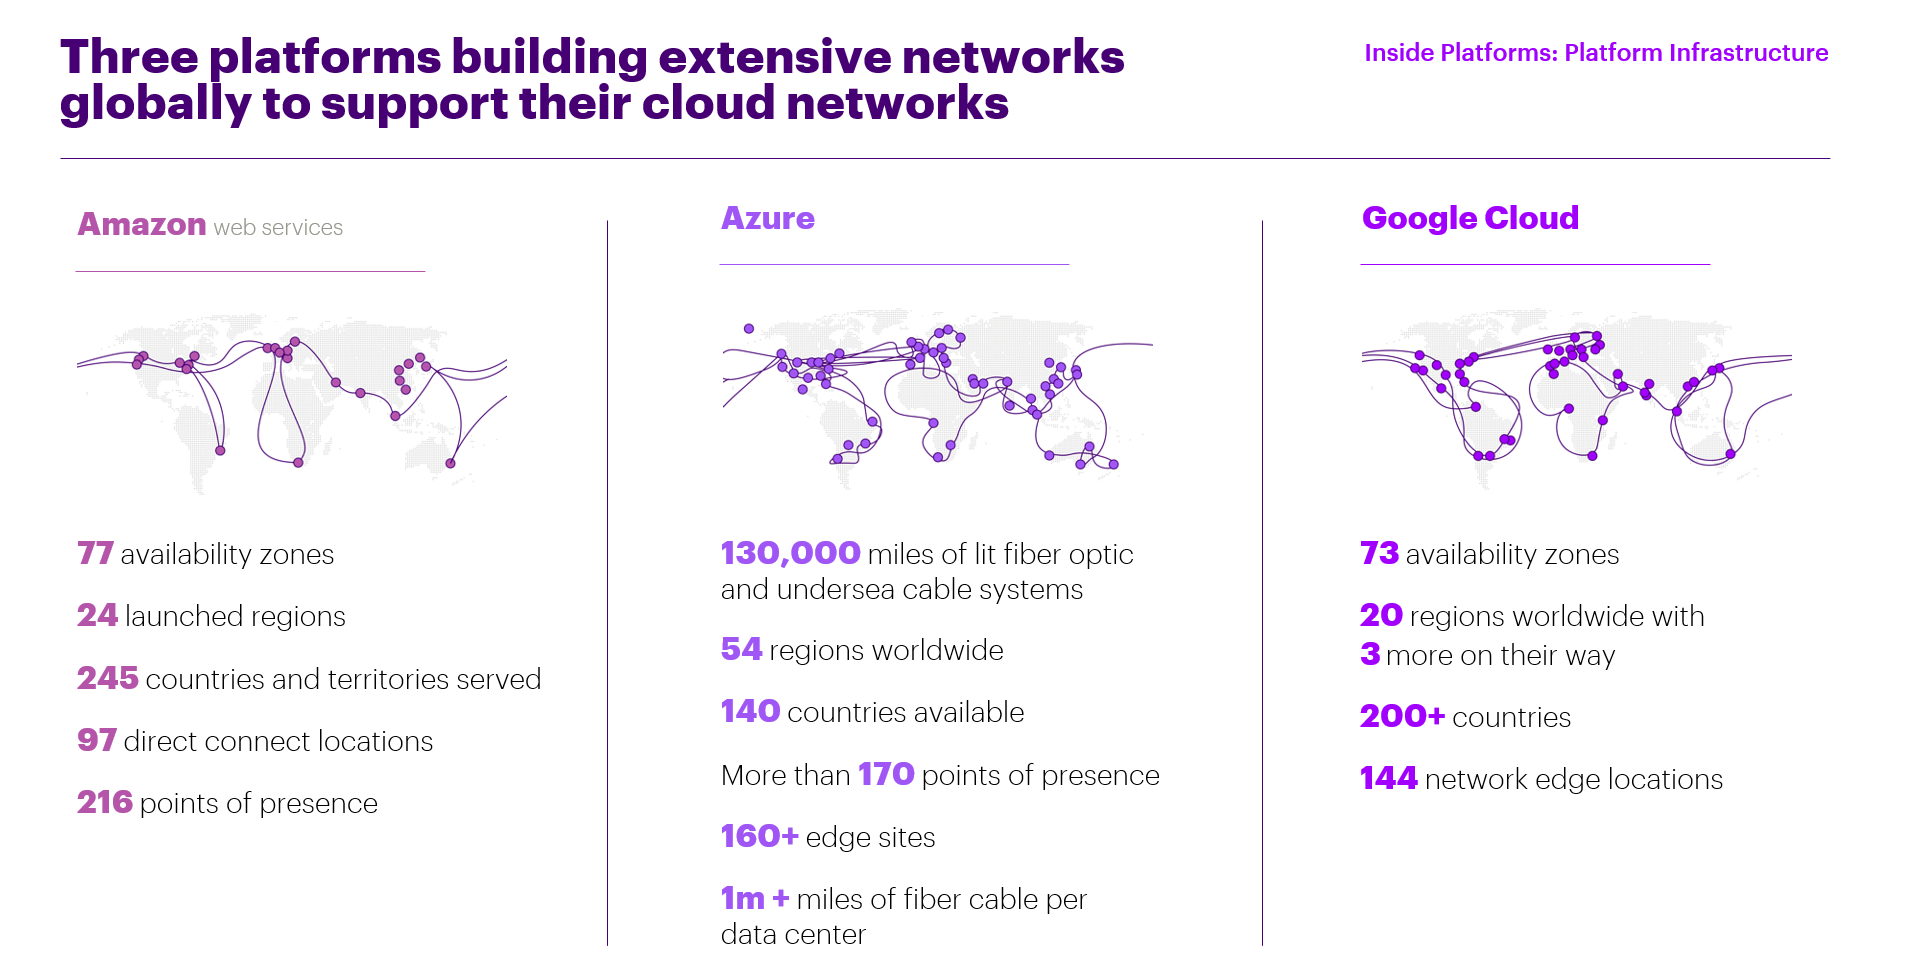 Three platforms building extensive networks
globally to support their cloud networks
Inside Platforms: Platform Infrastructure
Amazon web services
77 availability zones
24 launched regions
245 countries and territories served
97 direct connect locations
216 points of presence
Azure
130,000 miles of lit fiber optic
and undersea cable systems
54 regions worldwide
140 countries available
More than 170 points of presence
160+ edge sites
1m + miles of fiber cable per
data center
Google Cloud
73 availability zones
20 regions worldwide with
3 more on their way
200+ countries
144 network edge locations